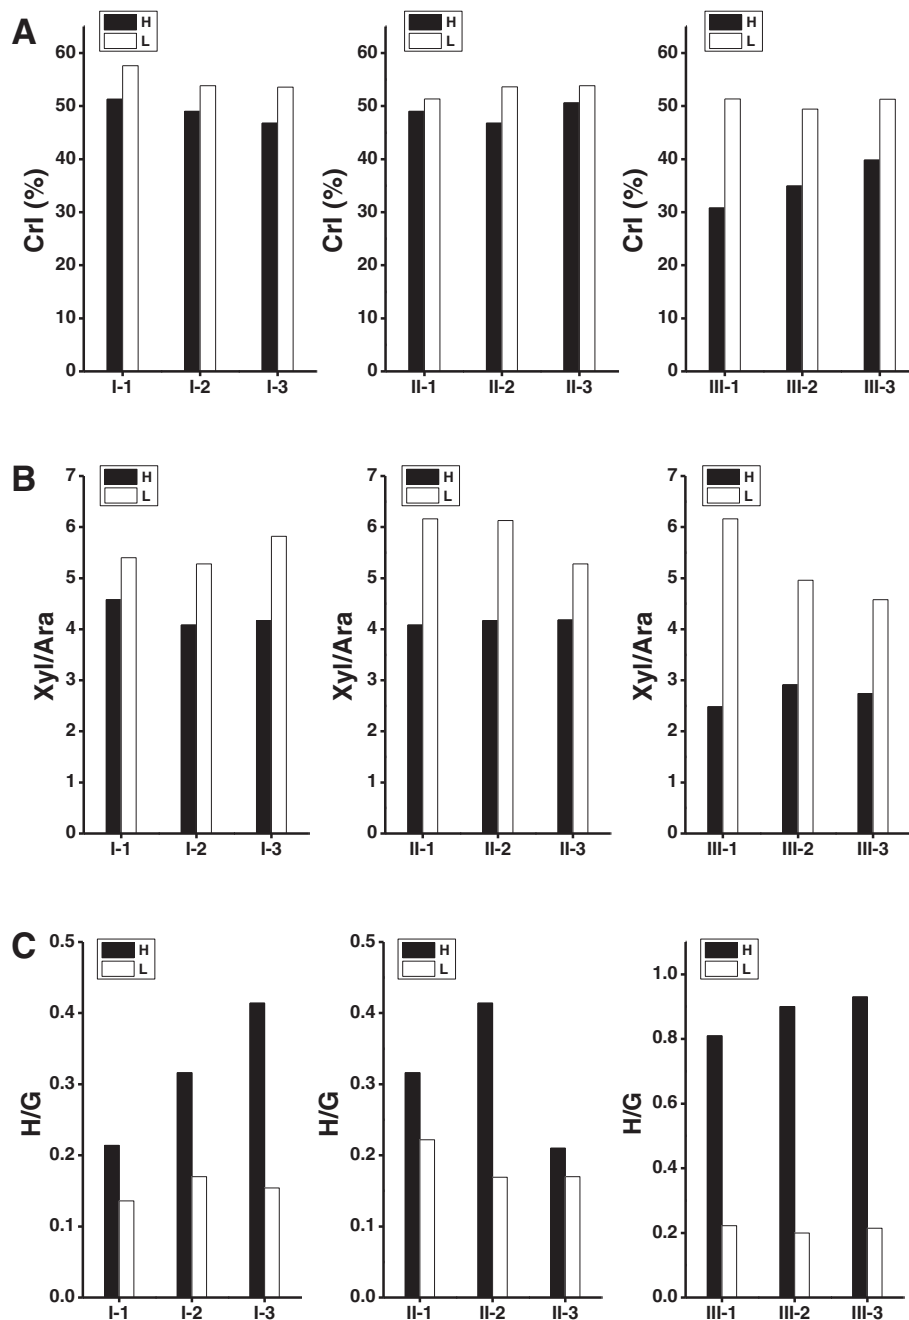 A
H
L
CrI (%)
60
50
40
30
20
10
0
I-1 I-2 I-3
H
L
CrI (%)
60
50
40
30
20
10
0
II-1 II-2 II-3
H
L
CrI (%)
60
50
40
30
20
10
0
III-1 III-2 III-3
B
H
L
Xyl/Ara
7
6
5
4
3
2
1
0
I-1 I-2 I-3
H
L
Xyl/Ara
7
6
5
4
3
2
1
0
II-1 II-2 II-3
H
L
Xyl/Ara
7
6
5
4
3
2
1
0
III-1 III-2 III-3
C
H
L
H/G
0.5
0.4
0.3
0.2
0.1
0.0
I-1 I-2 I-3
H
L
H/G
0.5
0.4
0.3
0.2
0.1
0.0
II-1 II-2 II-3
H
L
H/G
1.0
0.8
0.6
0.4
0.2
0.0
III-1 III-2 III-3